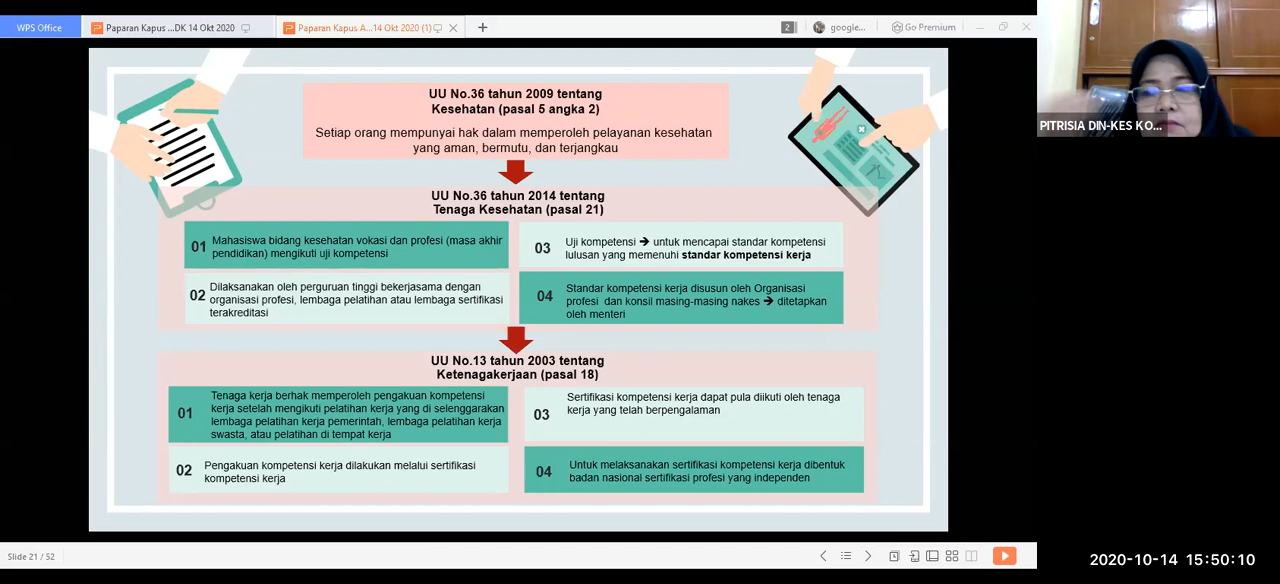 WPS Office
Paparan Kapus ...DK 14 Okt 2020
Paparan Kapus A...14 Okt 2020 (1)
2
google...
Go Premium
UU No.36 tahun 2009 tentang
Kesehatan (pasal 5 angka 2)
Setiap orang mempunyai hak dalam memperoleh pelayanan kesehatan
yang aman, bermutu, dan terjangkau
UU No.36 tahun 2014 tentang
Tenaga Kesehatan (pasal 21)
01
Mahasiswa bidang kesehatan vokasi dan profesi (masa akhir
pendidikan) mengikuti uji kompetensi
02
Dilaksanakan oleh perguruan tinggi bekerjasama dengan
organisasi profesi, lembaga pelatihan atau lembaga sertifikasi
terakreditasi
03
Uji kompetensi → untuk mencapai standar kompetensi
lulusan yang memenuhi standar kompetensi kerja
04
Standar kompetensi kerja disusun oleh Organisasi
profesi dan konsil masing-masing nakes → ditetapkan
oleh menteri
UU No.13 tahun 2003 tentang
Ketenagakerjaan (pasal 18)
01
Tenaga kerja berhak memperoleh pengakuan kompetensi
kerja setelah mengikuti pelatihan kerja yang di selenggarakan
lembaga pelatihan kerja pemerintah, lembaga pelatihan kerja
swasta, atau pelatihan di tempat kerja
02
Pengakuan kompetensi kerja dilakukan melalui sertifikasi
kompetensi kerja
03
Sertifikasi kompetensi kerja dapat pula diikuti oleh tenaga
kerja yang telah berpengalaman
04
Untuk melaksanakan sertifikasi kompetensi kerja dibentuk
badan nasional sertifikasi profesi yang independen
PITRISIA DIN-KES KO...
Slide 21 / 52
2020-10-14 15:50:10